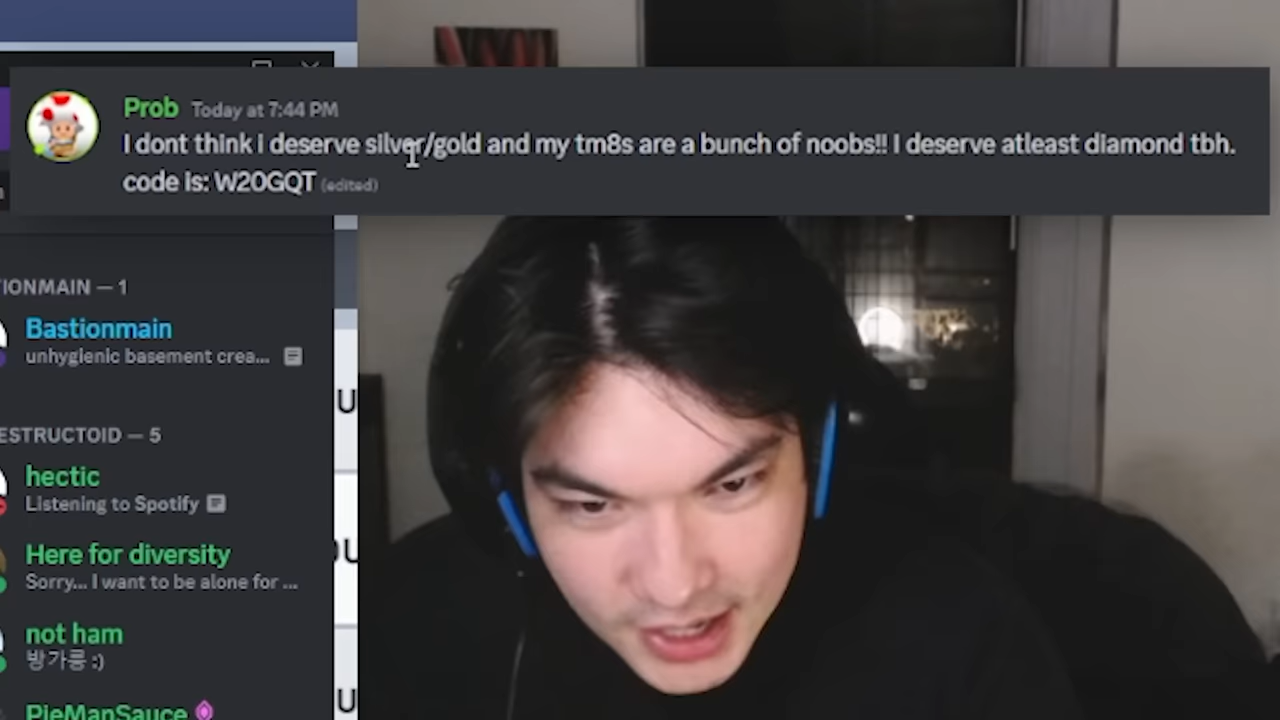 Prob Today at 7:44 PM
I dont think i deserve silver/gold and my tm8s are a bunch of noobs!! I deserve atleast diamond tbh.
code is: W20GQT (edited)
IONMAIN — 1
Bastionmain
unhygienic basement crea...
ESTRUCTOID — 5
hectic
Listening to Spotify
Here for diversity
Sorry... I want to be alone for ...
not ham
방가릉 :)
PieManSauce
U
OU
U